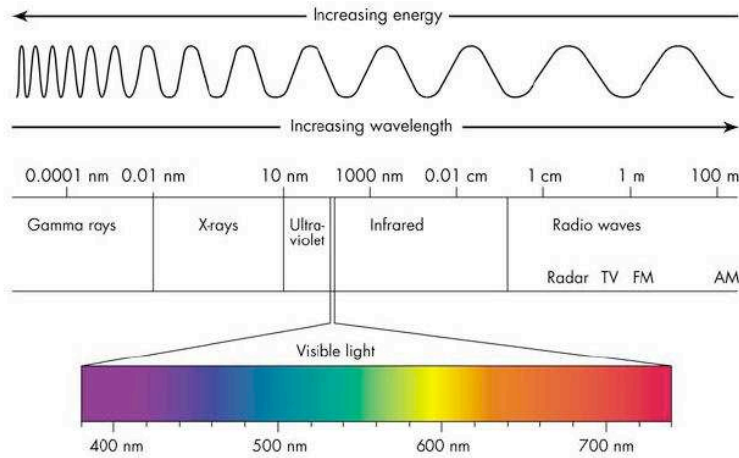 Increasing energy
Increasing wavelength
0.0001 nm 0.01 nm 10 nm 1000 nm 0.01 cm 1 cm 1 m 100 m
Gamma rays X-rays Ultra-
violet Infrared Radio waves
Radar TV FM AM
Visible light
400 nm 500 nm 600 nm 700 nm